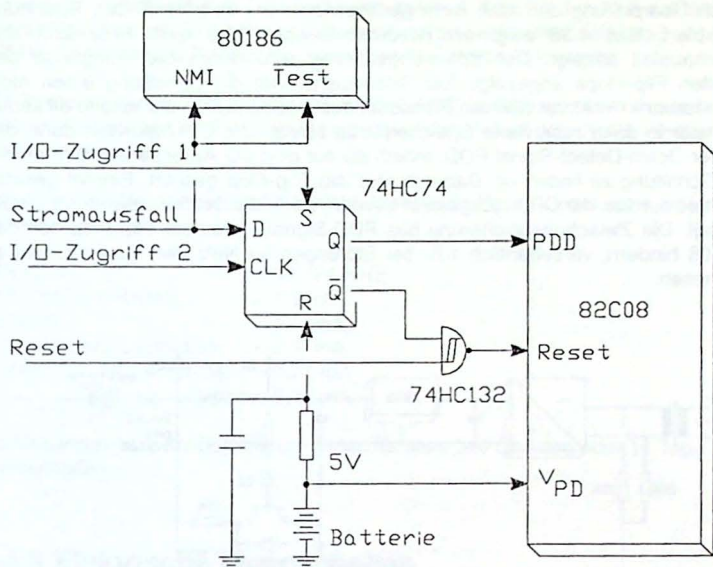 80186
NMI Test
I/O-Zugriff 1
74HC74
Stromausfall
S
D Q
PDD
I/O-Zugriff 2
CLK
Q̅
82C08
R
Reset
Reset
74HC132
5V
V_PD
Batterie